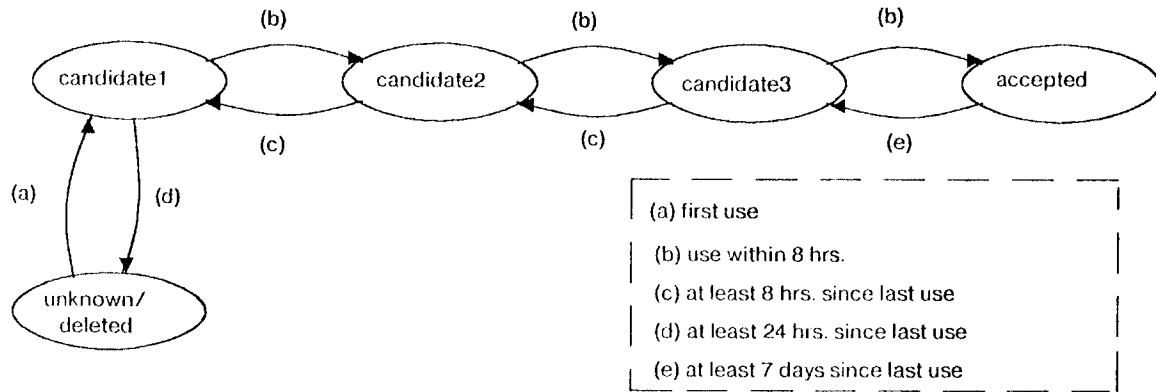 (b)
(b)
(b)
candidate1
candidate2
candidate3
accepted
(c)
(c)
(e)
(a)
(d)
unknown/
deleted
(a) first use
(b) use within 8 hrs.
(c) at least 8 hrs. since last use
(d) at least 24 hrs. since last use
(e) at least 7 days since last use